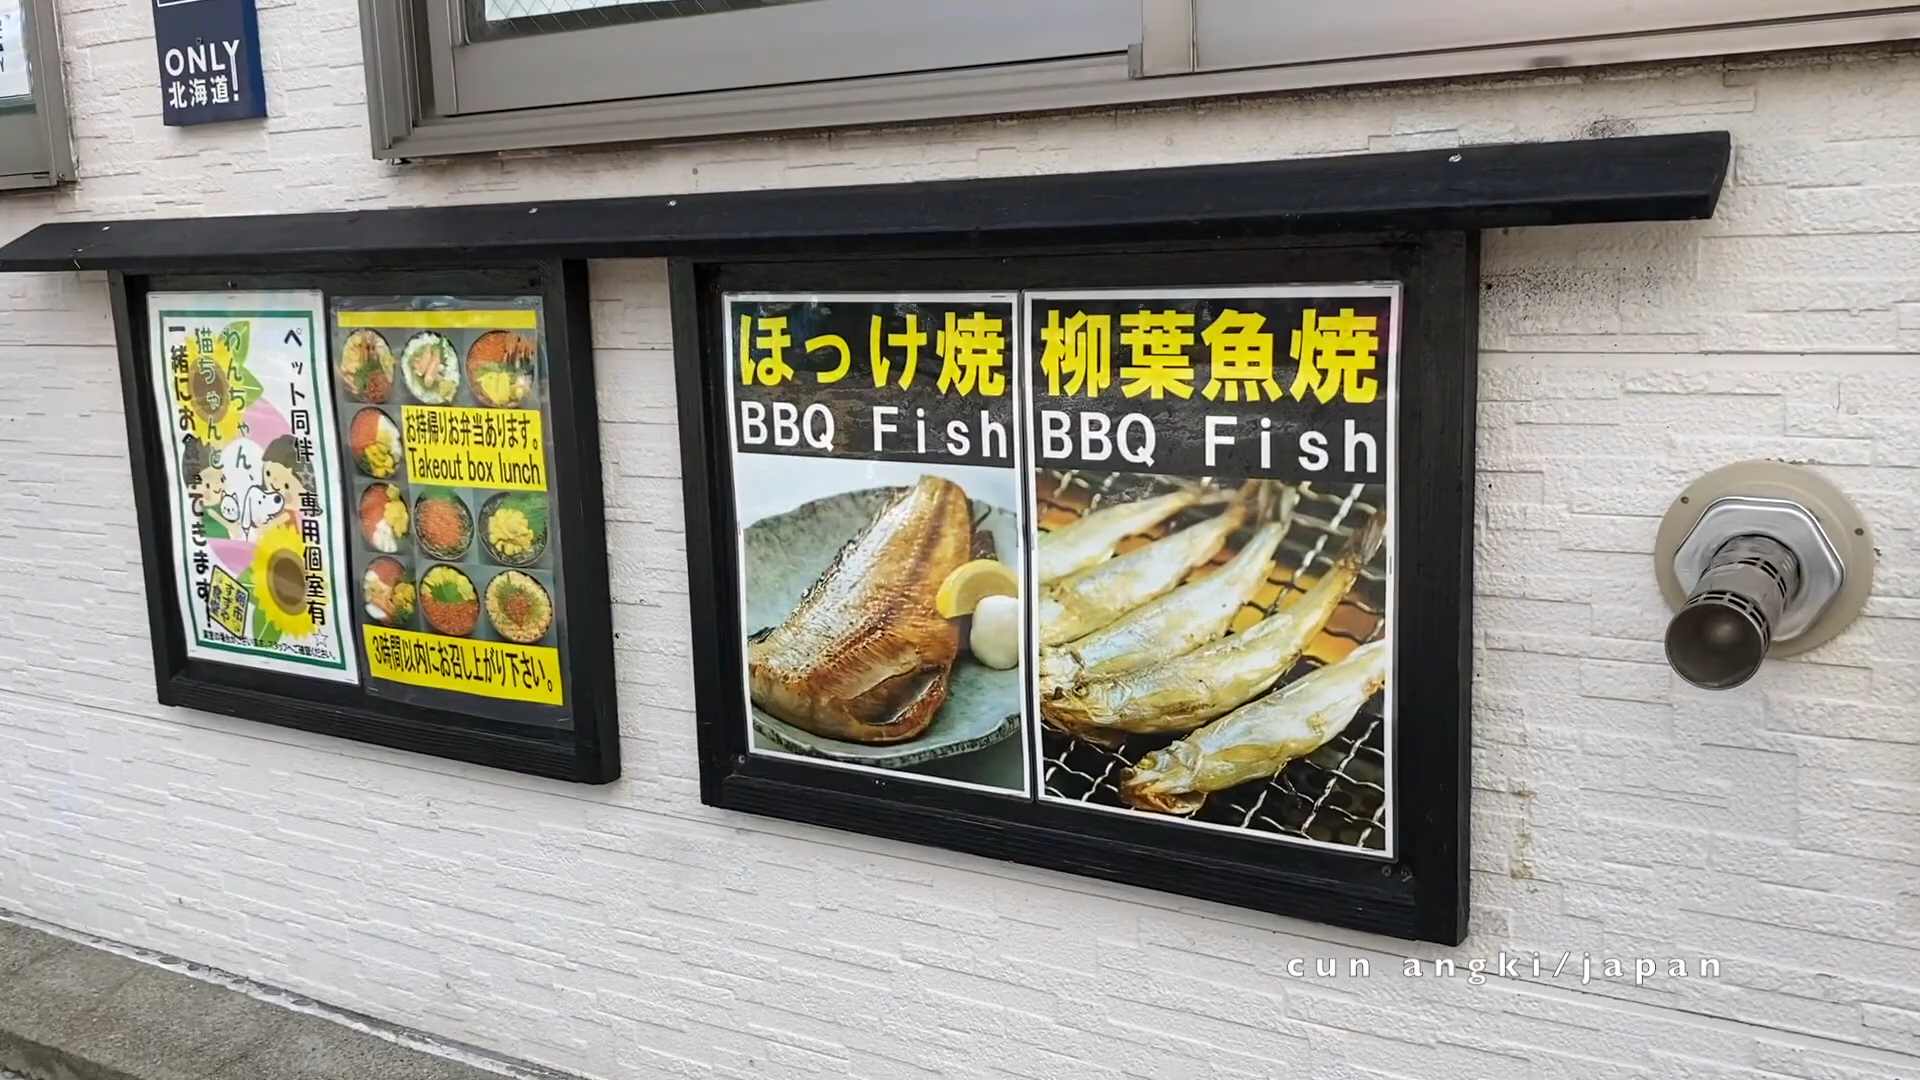 ONLY
北海道!
ペット同伴☆専用個室有☆
わんちゃん、
猫ちゃんと
一緒にお食事できます!
お持帰りお弁当あります。
Takeout box lunch
3時間以内にお召し上がり下さい。
ほっけ焼
BBQ Fish
柳葉魚焼
BBQ Fish
cun angki/japan